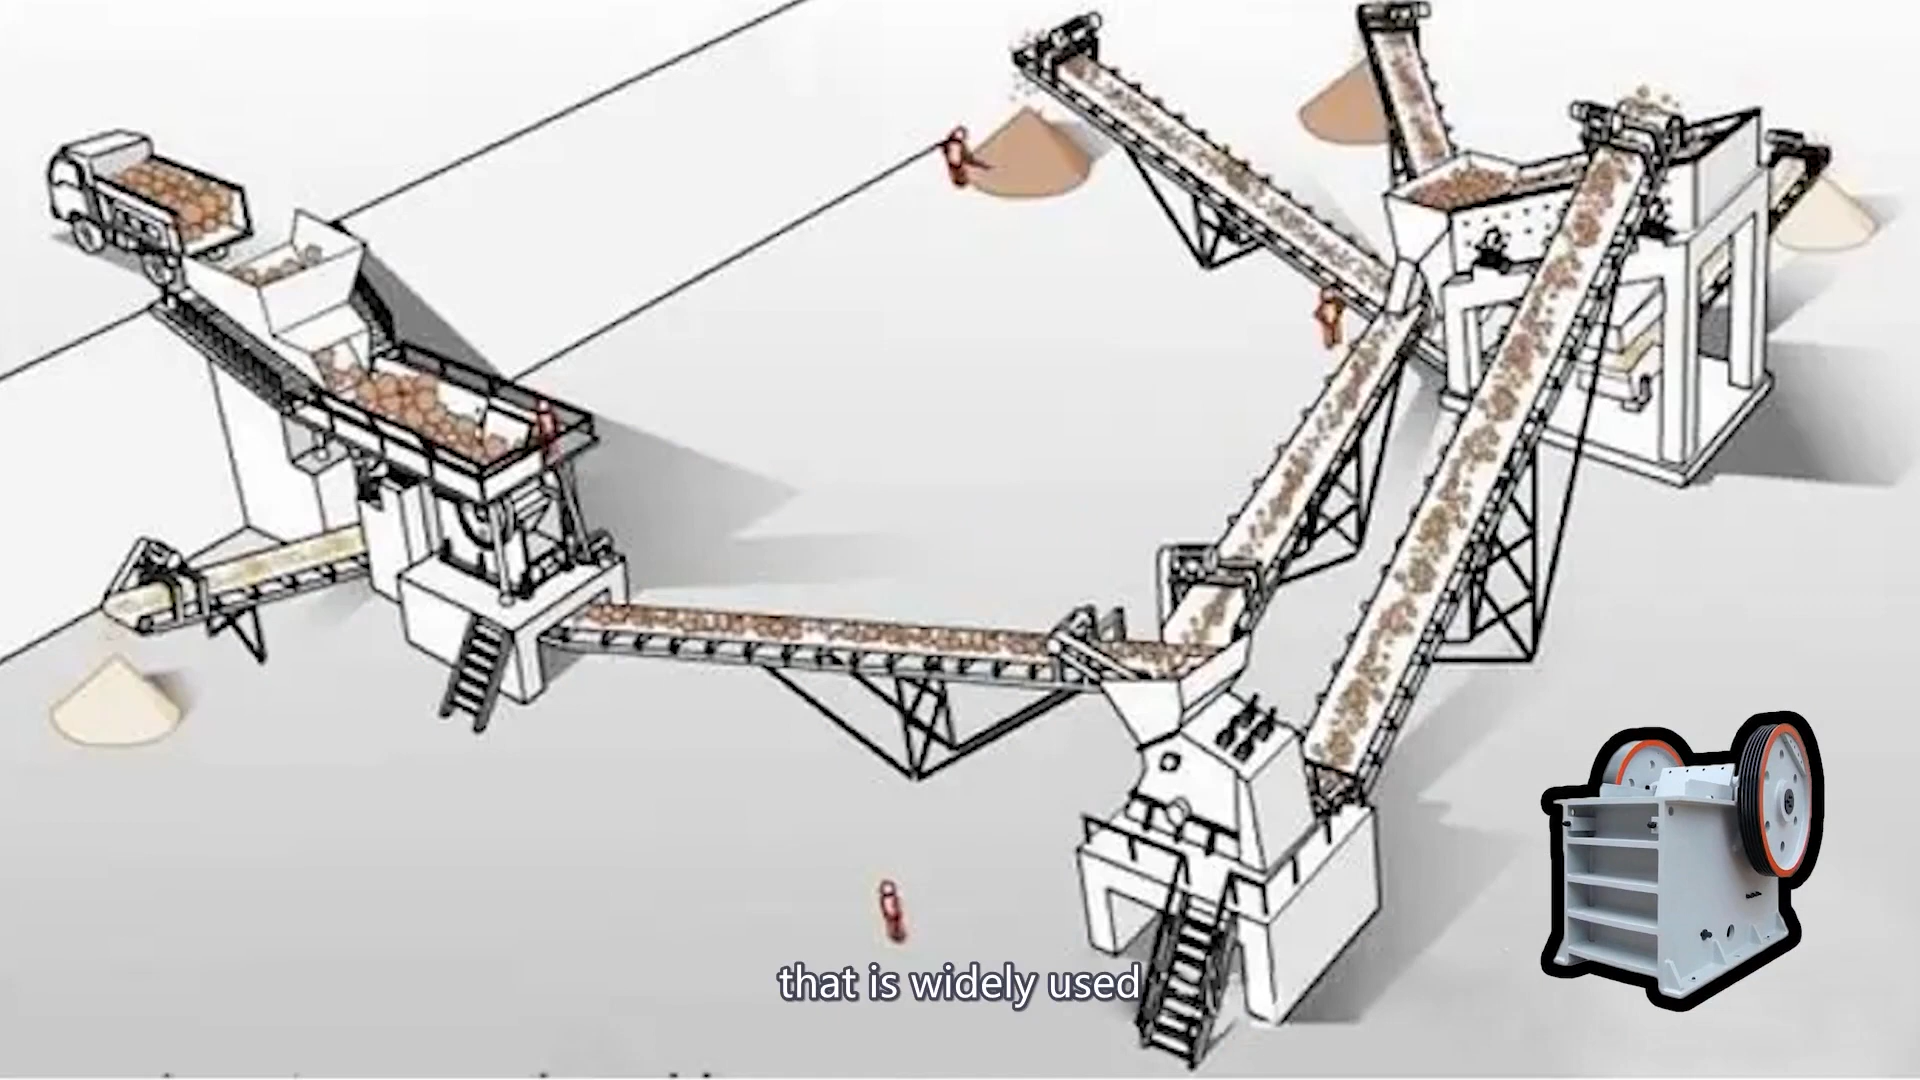 that is widely used